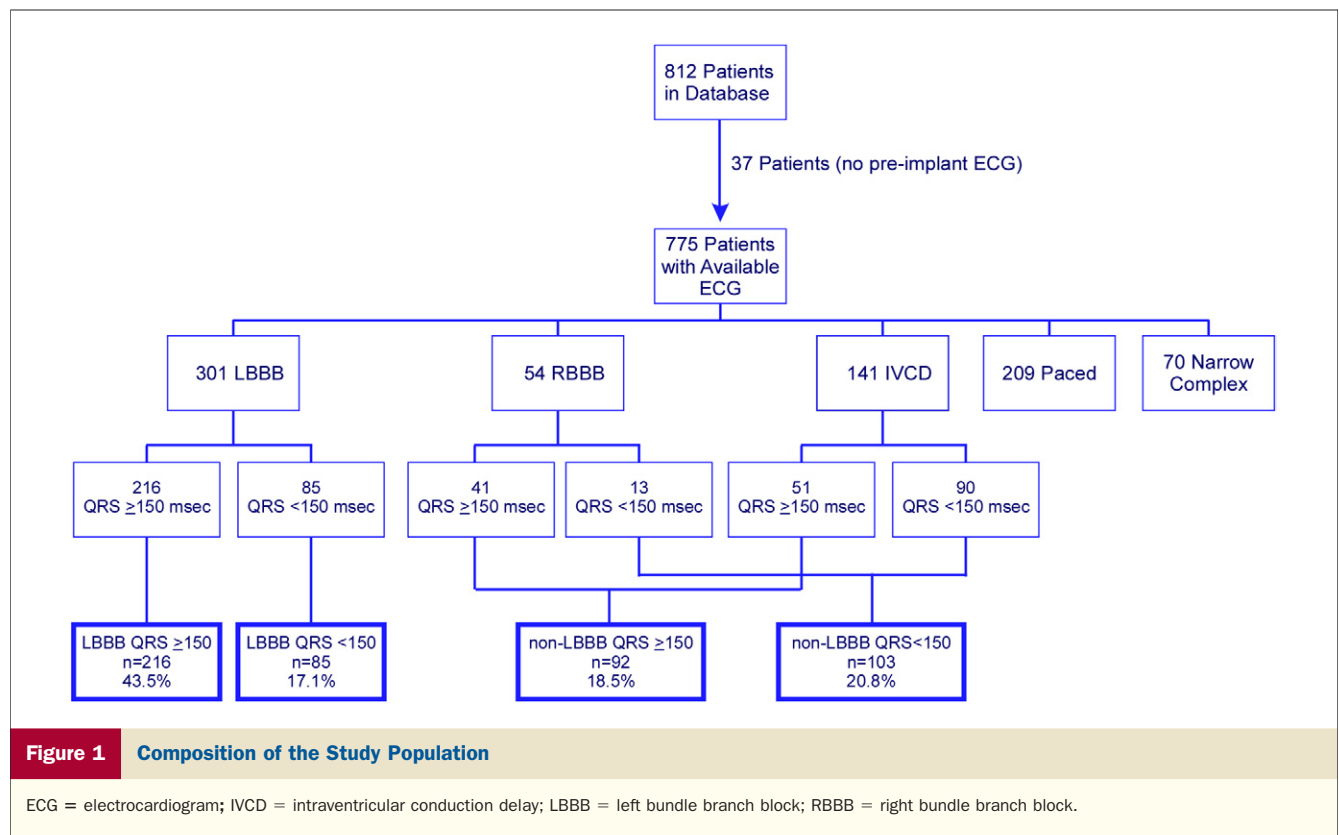 812 Patients
in Database
37 Patients (no pre-implant ECG)
775 Patients
with Available
ECG
301 LBBB
54 RBBB
141 IVCD
209 Paced
70 Narrow
Complex
216
QRS ≥150 msec
85
QRS <150 msec
41
QRS ≥150 msec
13
QRS <150 msec
51
QRS ≥150 msec
90
QRS <150 msec
LBBB QRS ≥150
n=216
43.5%
LBBB QRS <150
n=85
17.1%
non-LBBB QRS ≥150
n=92
18.5%
non-LBBB QRS<150
n=103
20.8%
Figure 1 Composition of the Study Population
ECG = electrocardiogram; IVCD = intraventricular conduction delay; LBBB = left bundle branch block; RBBB = right bundle branch block.